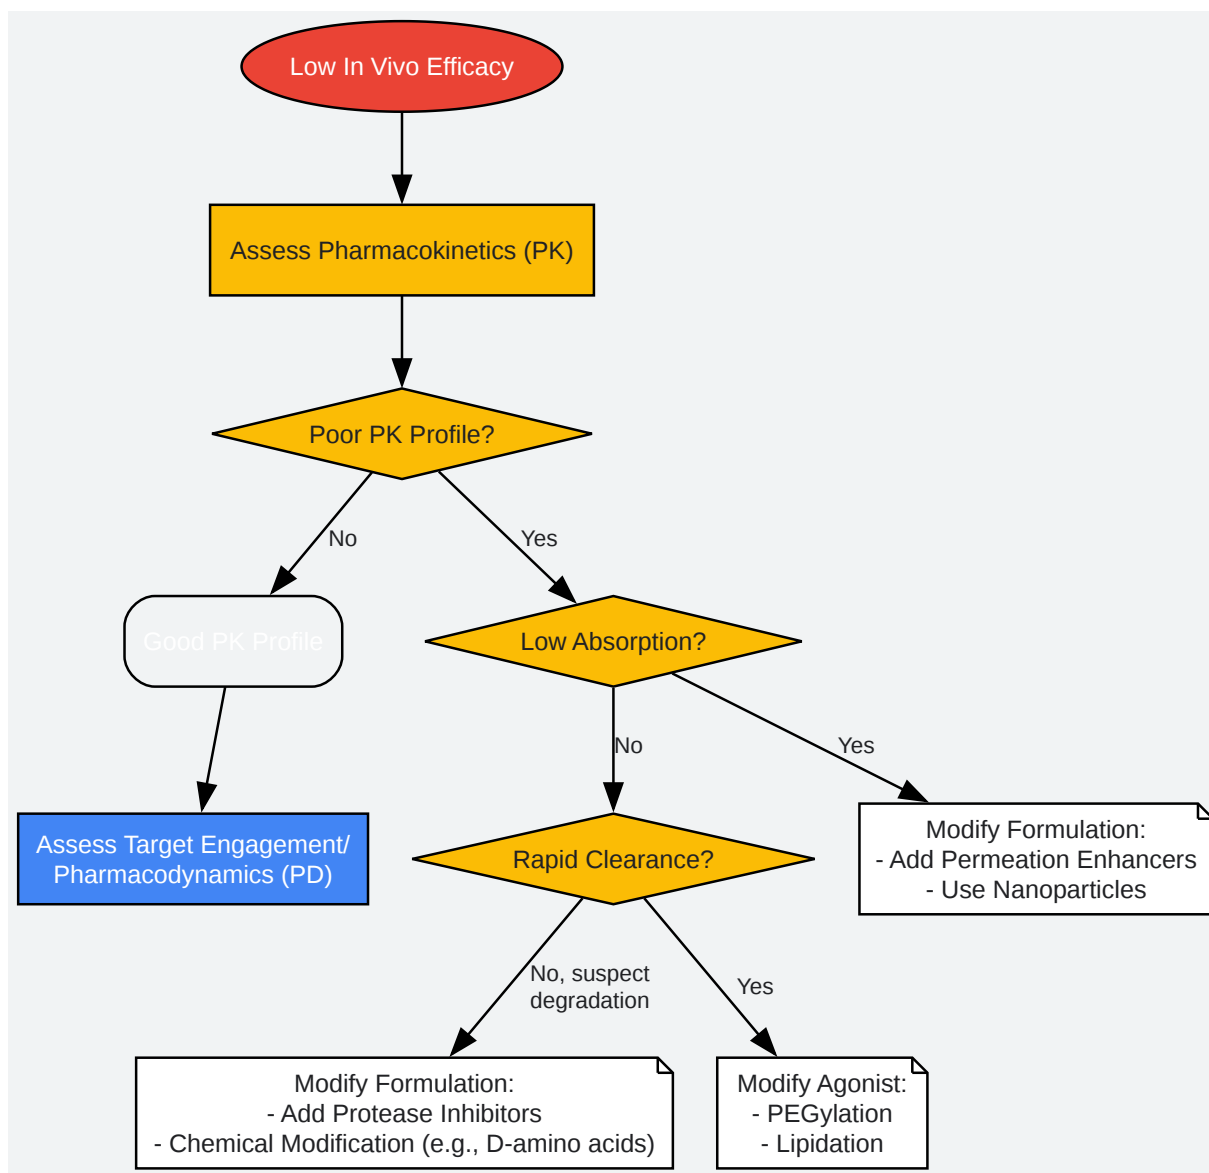 Low In Vivo Efficacy
Assess Pharmacokinetics (PK)
Poor PK Profile?
No
Yes
Good PK Profile
Low Absorption?
No
Yes
Assess Target Engagement/
Pharmacodynamics (PD)
Rapid Clearance?
Modify Formulation:
- Add Permeation Enhancers
- Use Nanoparticles
No, suspect
degradation
Yes
Modify Formulation:
- Add Protease Inhibitors
- Chemical Modification (e.g., D-amino acids)
Modify Agonist:
- PEGylation
- Lipidation